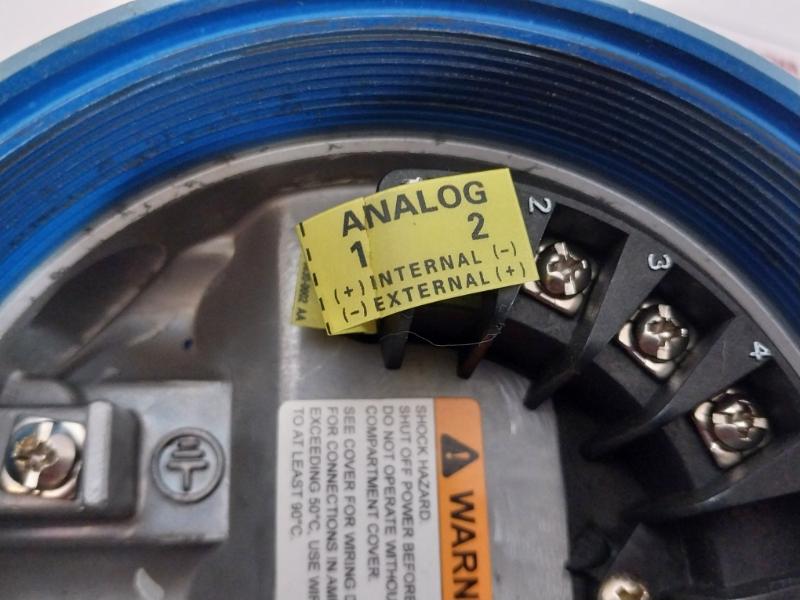 ANALOG
1 2
(+) INTERNAL (-)
(-) EXTERNAL (+)
2
3
4
WARN
SHOCK HAZARD
SHUT OFF POWER BEFORE
DO NOT OPERATE WITHOU
COMPARTMENT COVER.
SEE COVER FOR WIRING D
FOR CONNECTIONS IN AM
EXCEEDING 50°C, USE WI
TO AT LEAST 90°C.